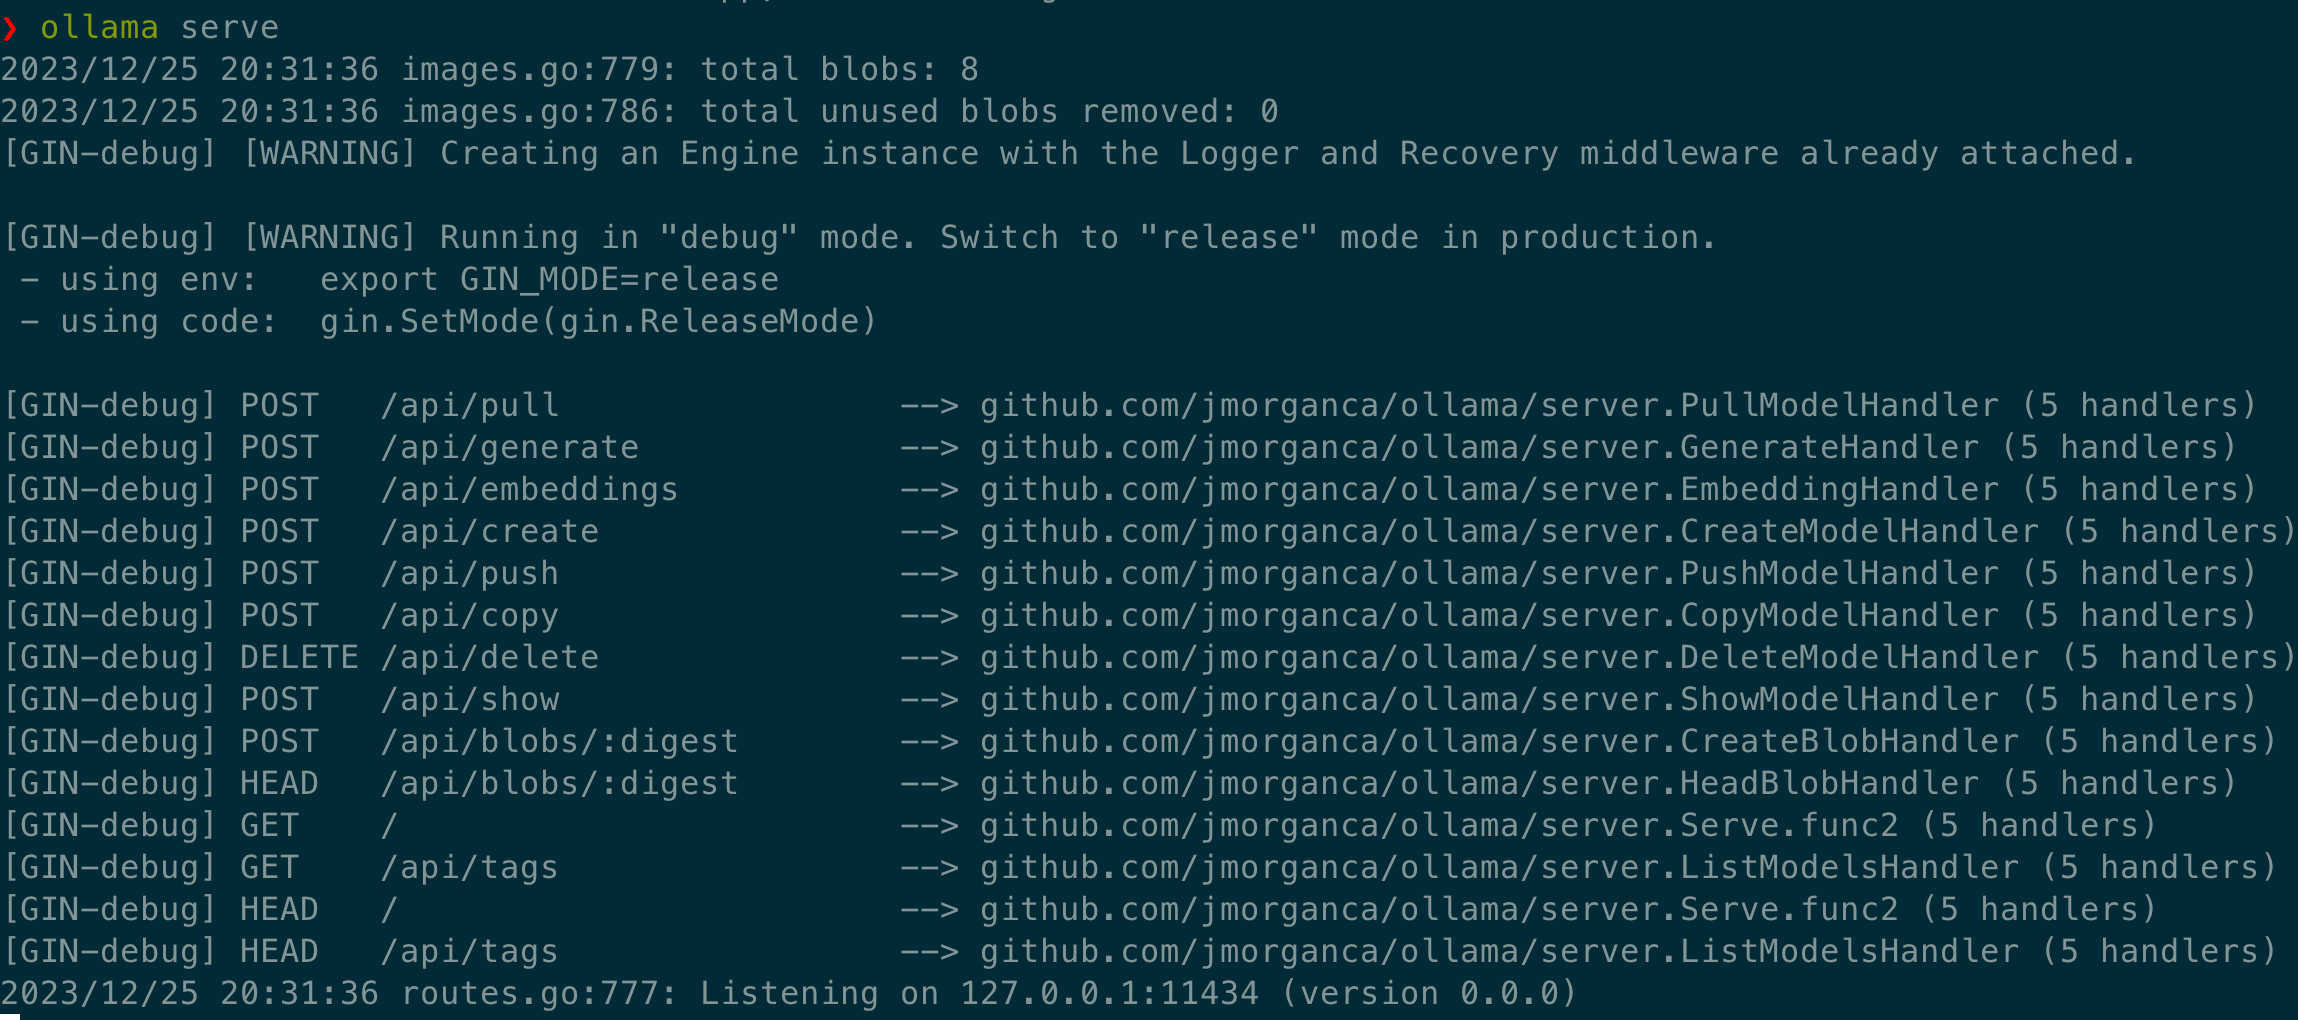 ❯ ollama serve
2023/12/25 20:31:36 images.go:779: total blobs: 8
2023/12/25 20:31:36 images.go:786: total unused blobs removed: 0
[GIN-debug] [WARNING] Creating an Engine instance with the Logger and Recovery middleware already attached.
[GIN-debug] [WARNING] Running in "debug" mode. Switch to "release" mode in production.
 - using env:   export GIN_MODE=release
 - using code:  gin.SetMode(gin.ReleaseMode)
[GIN-debug] POST   /api/pull                 --> github.com/jmorganca/ollama/server.PullModelHandler (5 handlers)
[GIN-debug] POST   /api/generate             --> github.com/jmorganca/ollama/server.GenerateHandler (5 handlers)
[GIN-debug] POST   /api/embeddings           --> github.com/jmorganca/ollama/server.EmbeddingHandler (5 handlers)
[GIN-debug] POST   /api/create               --> github.com/jmorganca/ollama/server.CreateModelHandler (5 handlers)
[GIN-debug] POST   /api/push                 --> github.com/jmorganca/ollama/server.PushModelHandler (5 handlers)
[GIN-debug] POST   /api/copy                 --> github.com/jmorganca/ollama/server.CopyModelHandler (5 handlers)
[GIN-debug] DELETE /api/delete               --> github.com/jmorganca/ollama/server.DeleteModelHandler (5 handlers)
[GIN-debug] POST   /api/show                 --> github.com/jmorganca/ollama/server.ShowModelHandler (5 handlers)
[GIN-debug] POST   /api/blobs/:digest        --> github.com/jmorganca/ollama/server.CreateBlobHandler (5 handlers)
[GIN-debug] HEAD   /api/blobs/:digest        --> github.com/jmorganca/ollama/server.HeadBlobHandler (5 handlers)
[GIN-debug] GET    /                         --> github.com/jmorganca/ollama/server.Serve.func2 (5 handlers)
[GIN-debug] GET    /api/tags                 --> github.com/jmorganca/ollama/server.ListModelsHandler (5 handlers)
[GIN-debug] HEAD   /                         --> github.com/jmorganca/ollama/server.Serve.func2 (5 handlers)
[GIN-debug] HEAD   /api/tags                 --> github.com/jmorganca/ollama/server.ListModelsHandler (5 handlers)
2023/12/25 20:31:36 routes.go:777: Listening on 127.0.0.1:11434 (version 0.0.0)